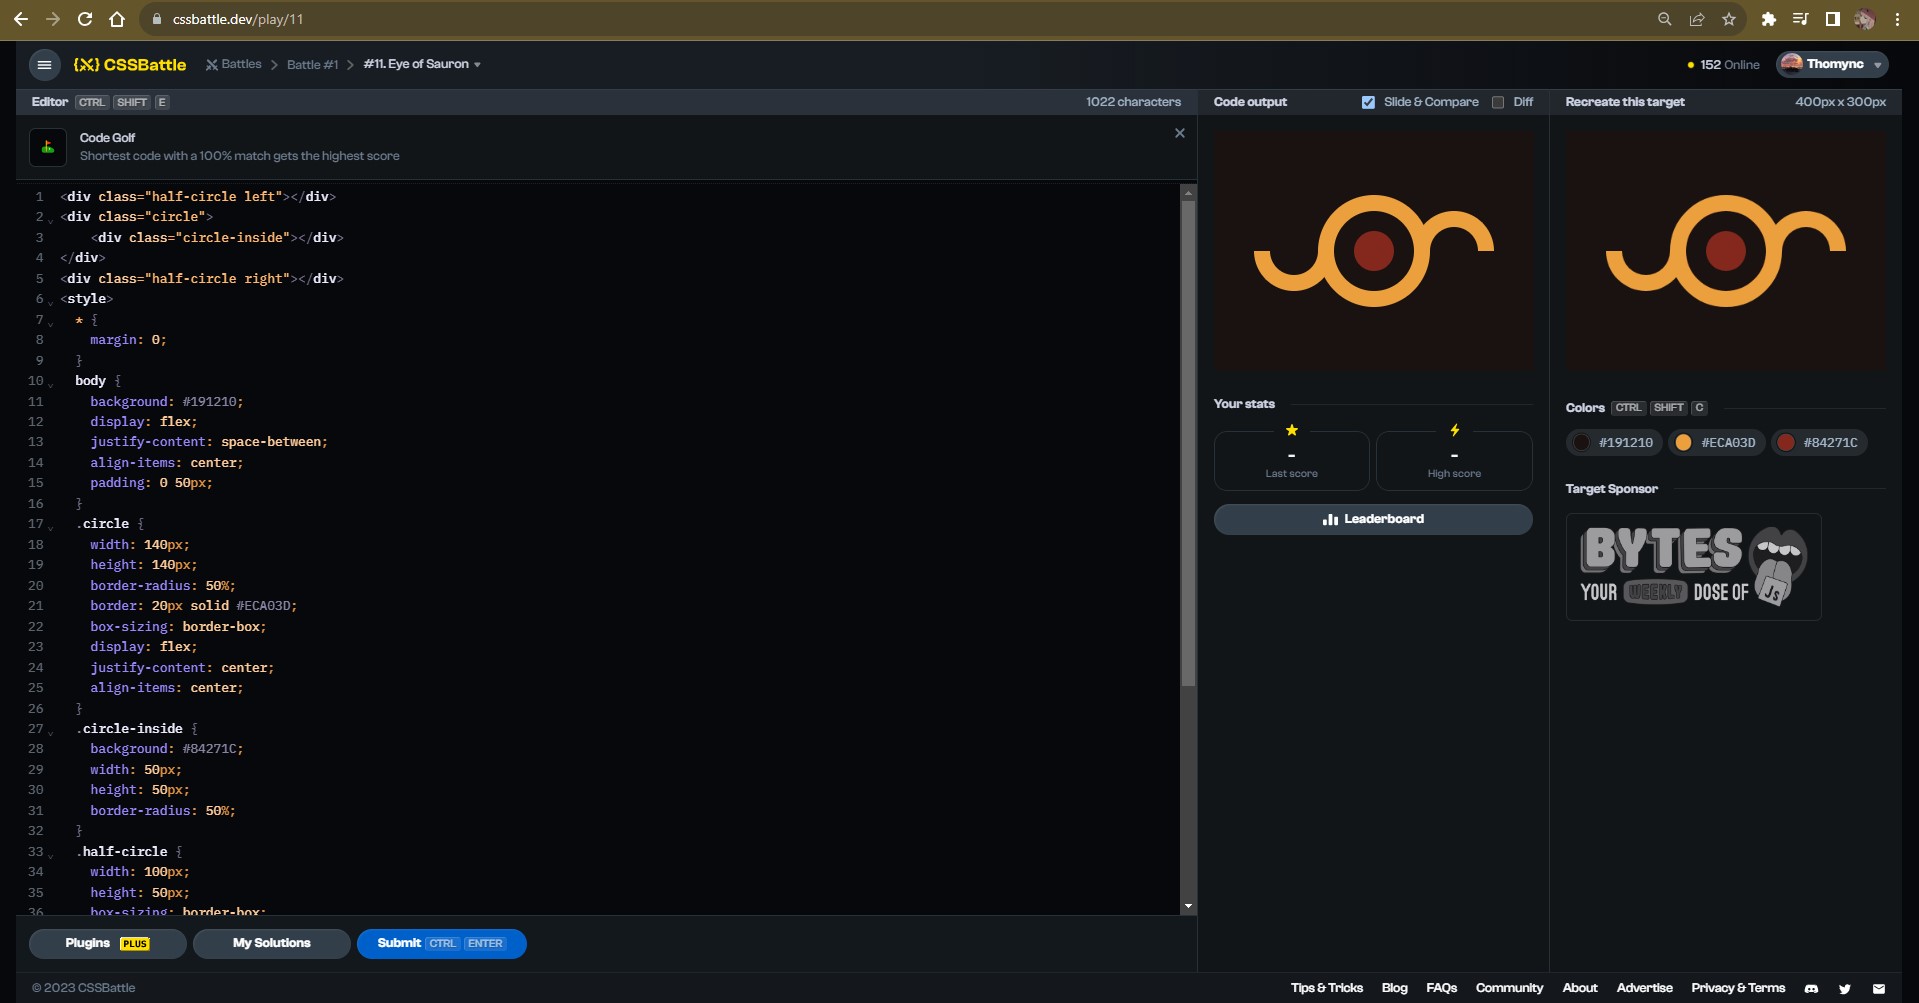 cssbattle.dev/play/11
CSSBattle
Battles
Battle #1
#11. Eye of Sauron
152 Online
Thomync
Editor CTRL SHIFT E
1022 characters
Code output
Slide & Compare
Diff
Recreate this target
400px x 300px
Code Golf
Shortest code with a 100% match gets the highest score
1 <div class="half-circle left"></div>
2 <div class="circle">
3 <div class="circle-inside"></div>
4 </div>
5 <div class="half-circle right"></div>
6 <style>
7 * {
8 margin: 0;
9 }
10 body {
11 background: #191210;
12 display: flex;
13 justify-content: space-between;
14 align-items: center;
15 padding: 0 50px;
16 }
17 .circle {
18 width: 140px;
19 height: 140px;
20 border-radius: 50%;
21 border: 20px solid #ECA03D;
22 box-sizing: border-box;
23 display: flex;
24 justify-content: center;
25 align-items: center;
26 }
27 .circle-inside {
28 background: #84271C;
29 width: 50px;
30 height: 50px;
31 border-radius: 50%;
32 }
33 .half-circle {
34 width: 100px;
35 height: 50px;
36 box-sizing: border-box;
Your stats
-
Last score
-
High score
Leaderboard
Colors CTRL SHIFT C
#191210
#ECA03D
#84271C
Target Sponsor
BYTES
YOUR WEEKLY DOSE OF JS
Plugins PLUS
My Solutions
Submit CTRL ENTER
© 2023 CSSBattle
Tips & Tricks
Blog
FAQs
Community
About
Advertise
Privacy & Terms